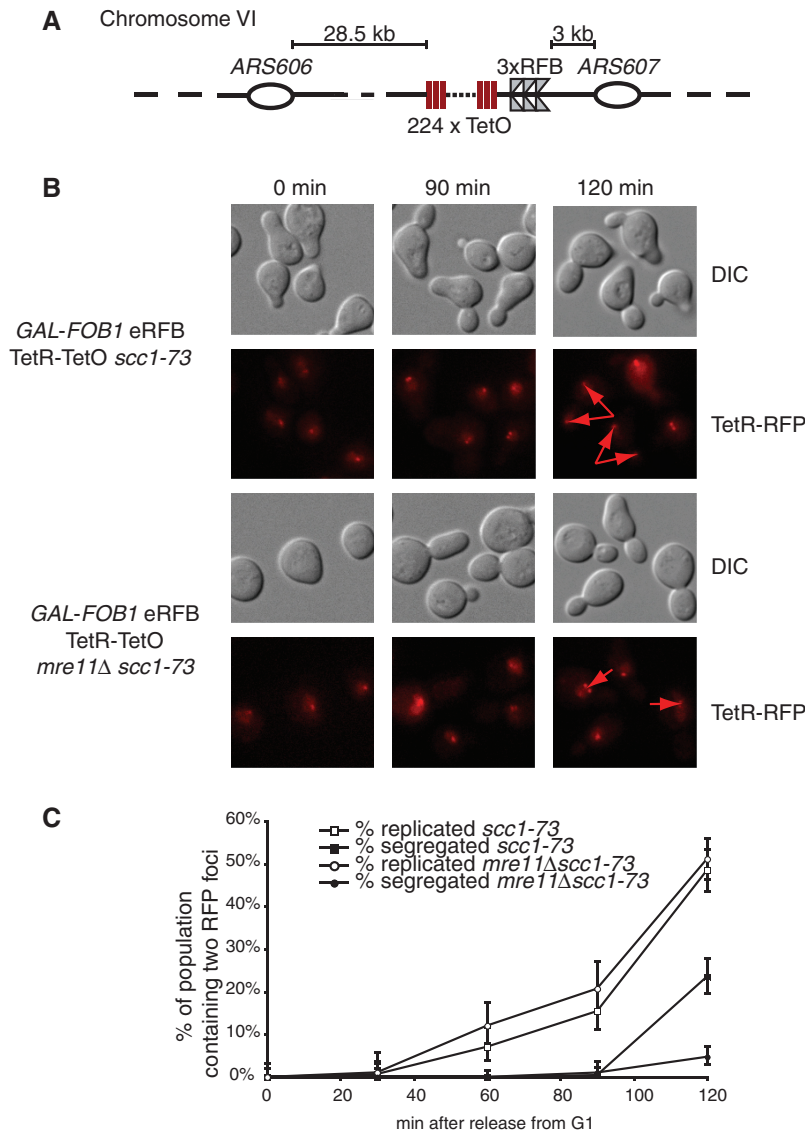 A
Chromosome VI
28.5 kb
3 kb
ARS606
3xRFB
ARS607
224 x TetO
B
0 min
90 min
120 min
GAL-FOB1 eRFB
TetR-TetO scc1-73
DIC
TetR-RFP
GAL-FOB1 eRFB
TetR-TetO
mre11Δ scc1-73
DIC
TetR-RFP
C
% of population
containing two RFP foci
60%
50%
40%
30%
20%
10%
0%
% replicated scc1-73
% segregated scc1-73
% replicated mre11Δscc1-73
% segregated mre11Δscc1-73
0
20
40
60
80
100
120
min after release from G1